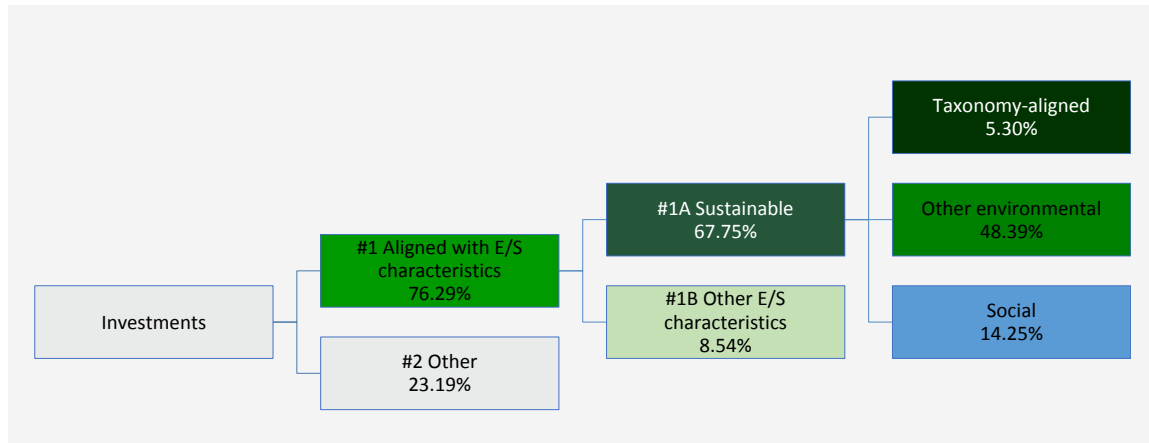 Investments
#1 Aligned with E/S
characteristics
76.29%
#2 Other
23.19%
#1A Sustainable
67.75%
#1B Other E/S
characteristics
8.54%
Taxonomy-aligned
5.30%
Other environmental
48.39%
Social
14.25%